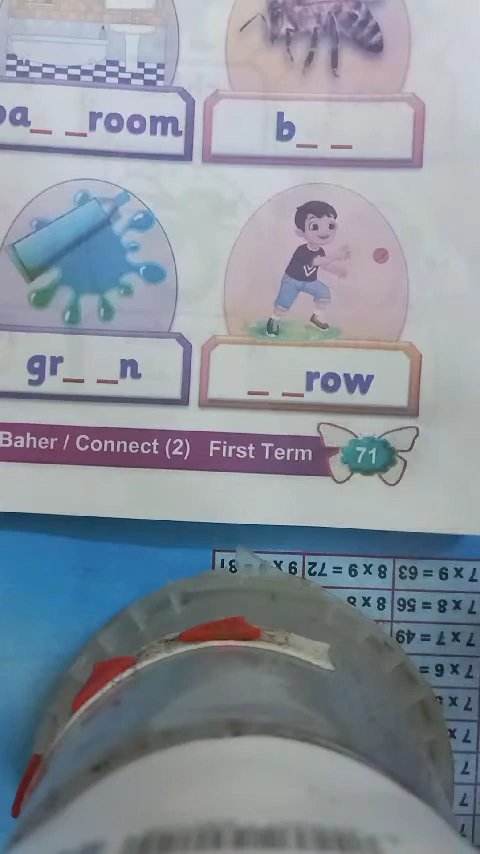 ba_ _room
b_ _
gr_ _n
_ _row
Baher / Connect (2) First Term
71
7 x 9 = 63
8 x 9 = 72
7 x 8 = 56
7 x 7 = 49